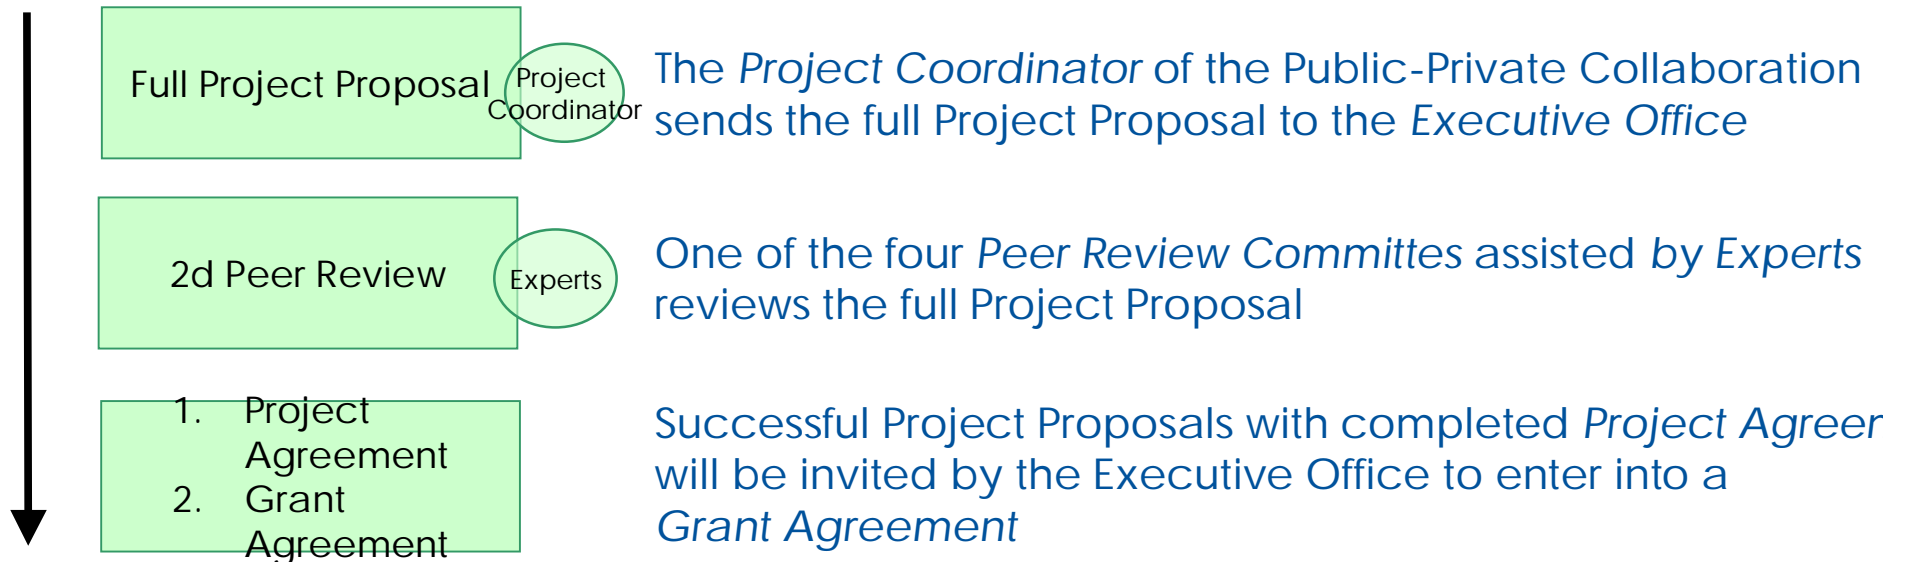 Full Project Proposal
Project
Coordinator
The Project Coordinator of the Public-Private Collaboration
sends the full Project Proposal to the Executive Office
2d Peer Review
Experts
One of the four Peer Review Committes assisted by Experts
reviews the full Project Proposal
1. Project
Agreement
2. Grant
Agreement
Successful Project Proposals with completed Project Agreer
will be invited by the Executive Office to enter into a
Grant Agreement